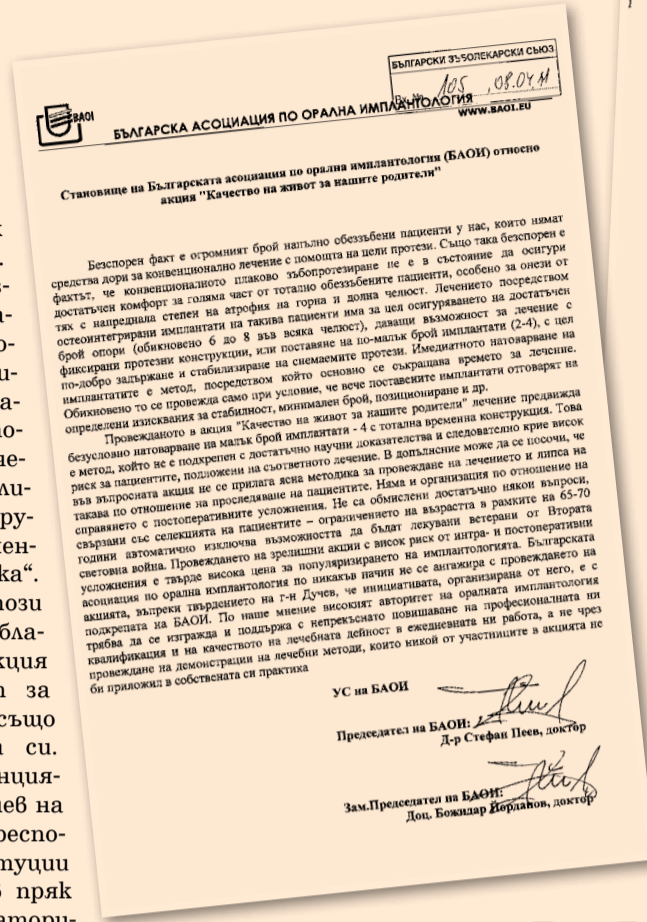 БЪЛГАРСКИ ЗЪБОЛЕКАРСКИ СЪЮЗ
Вх. № 105, 08.04.11
BAOI
БЪЛГАРСКА АСОЦИАЦИЯ ПО ОРАЛНА ИМПЛАНТОЛОГИЯ
WWW.BAOI.EU
Становище на Българската асоциация по орална имплантология (БАОИ) относно
акция "Качество на живот за нашите родители"
Безспорен факт е огромният брой напълно обеззъбени пациенти у нас, които нямат
средства дори за конвенционално лечение с помощта на цели протези. Също така безспорен е
фактът, че конвенционалното плаково зъбопротезиране не е в състояние да осигури
достатъчен комфорт за голяма част от тотално обеззъбените пациенти, особено за онези от
тях с напреднала степен на атрофия на горна и долна челюст. Лечението посредством
остеоинтегрирани имплантати на такива пациенти има за цел осигуряването на достатъчен
брой опори (обикновено 6 до 8 във всяка челюст), даващи възможност за лечение с
фиксирани протезни конструкции, или поставяне на по-малък брой имплантати (2-4), с цел
по-добро задържане и стабилизиране на снемаемите протези. Имедиатното натоварване на
имплантатите е метод, посредством който основно се съкращава времето за лечение.
Обикновено то се провежда само при условие, че вече поставените имплантати отговарят на
определени изисквания за стабилност, минимален брой, позициониране и др.
Провежданото в акция "Качество на живот за нашите родители" лечение предвижда
безусловно натоварване на малък брой имплантати - 4 с тотална временна конструкция. Това
е метод, който не е подкрепен с достатъчно научни доказателства и следователно крие висок
риск за пациентите, подложени на съответното лечение. В допълнение може да се посочи, че
във въпросната акция не се прилага ясна методика за провеждане на лечението и липса на
такава по отношение на проследяване на пациентите. Няма и организация по отношение на
справянето с постоперативните усложнения. Не са обмислени достатъчно някои въпроси,
свързани със селекцията на пациентите – ограничението на възрастта в рамките на 65-70
години автоматично изключва възможността да бъдат лекувани ветерани от Втората
световна война. Провеждането на зрелищни акции с висок риск от интра- и постоперативни
усложнения е твърде висока цена за популяризирането на имплантологията. Българската
асоциация по орална имплантология по никакъв начин не се ангажира с провеждането на
акцията, въпреки твърдението на г-н Дучев, че инициативата, организирана от него, е с
подкрепата на БАОИ. По наше мнение високият авторитет на оралната имплантология
трябва да се изгражда и поддържа с непрекъснато повишаване на професионалната ни
квалификация и на качеството на лечебната дейност в ежедневната ни работа, а не чрез
провеждане на демонстрации на лечебни методи, които никой от участниците в акцията не
би приложил в собствената си практика
УС на БАОИ
Председател на БАОИ:
Д-р Стефан Пеев, доктор
Зам.Председател на БАОИ:
Доц. Божидар Йорданов, доктор
ка“.
този
обла-
кция
за
също
си.
нция-
респо-
туции
пряк